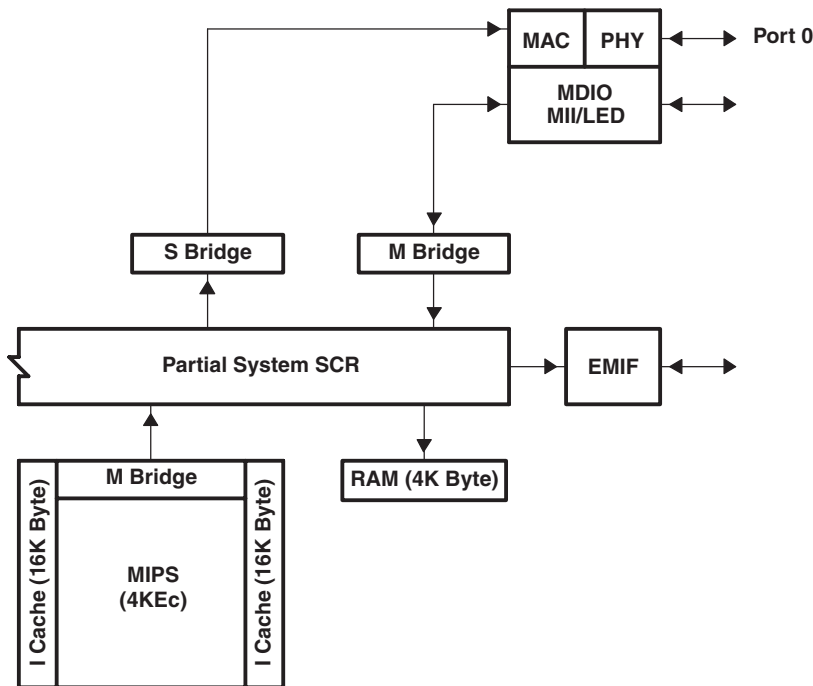 MAC
PHY
Port 0
MDIO
MII/LED
S Bridge
M Bridge
Partial System SCR
EMIF
M Bridge
RAM (4K Byte)
I Cache (16K Byte)
MIPS
(4KEc)
I Cache (16K Byte)